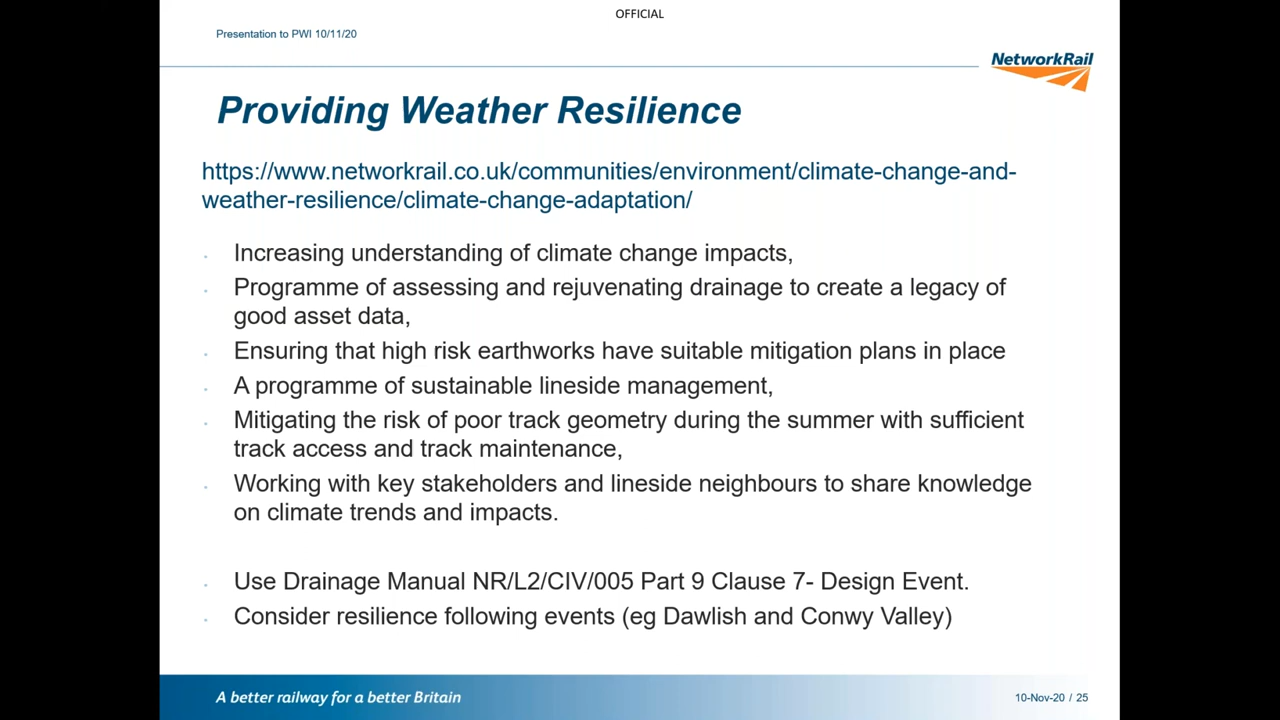 OFFICIAL
Presentation to PWI 10/11/20
NetworkRail
Providing Weather Resilience
https://www.networkrail.co.uk/communities/environment/climate-change-and-
weather-resilience/climate-change-adaptation/
· Increasing understanding of climate change impacts,
· Programme of assessing and rejuvenating drainage to create a legacy of
good asset data,
· Ensuring that high risk earthworks have suitable mitigation plans in place
· A programme of sustainable lineside management,
· Mitigating the risk of poor track geometry during the summer with sufficient
track access and track maintenance,
· Working with key stakeholders and lineside neighbours to share knowledge
on climate trends and impacts.
· Use Drainage Manual NR/L2/CIV/005 Part 9 Clause 7- Design Event.
· Consider resilience following events (eg Dawlish and Conwy Valley)
A better railway for a better Britain
10-Nov-20 / 25